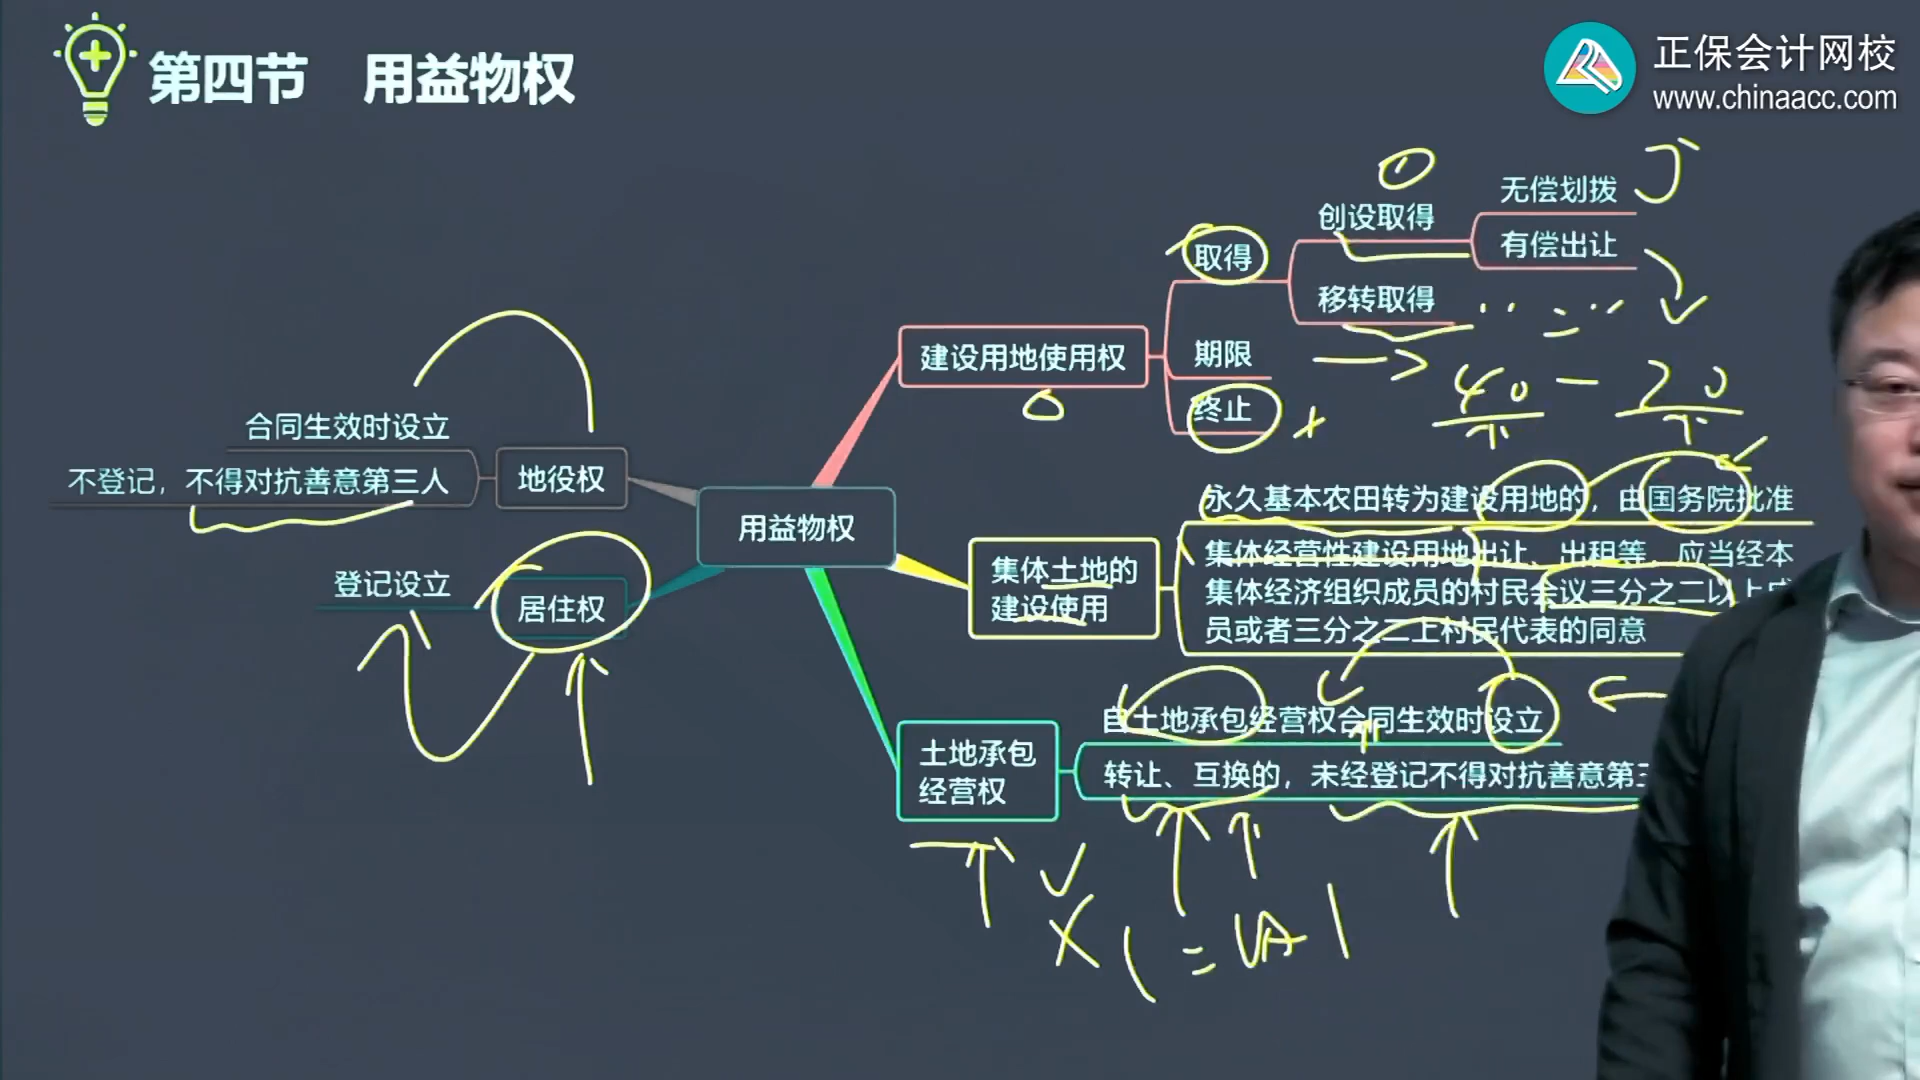 第四节 用益物权
正保会计网校
www.chinaacc.com
无偿划拨
创设取得
有偿出让
取得
移转取得
建设用地使用权
期限
终止
40 — 20
合同生效时设立
不登记，不得对抗善意第三人
地役权
用益物权
登记设立
居住权
集体土地的
建设使用
永久基本农田转为建设用地的，由国务院批准
集体经营性建设用地出让、出租等，应当经本
集体经济组织成员的村民会议三分之二以上成
员或者三分之二上村民代表的同意
土地承包
经营权
自土地承包经营权合同生效时设立
转让、互换的，未经登记不得对抗善意第三